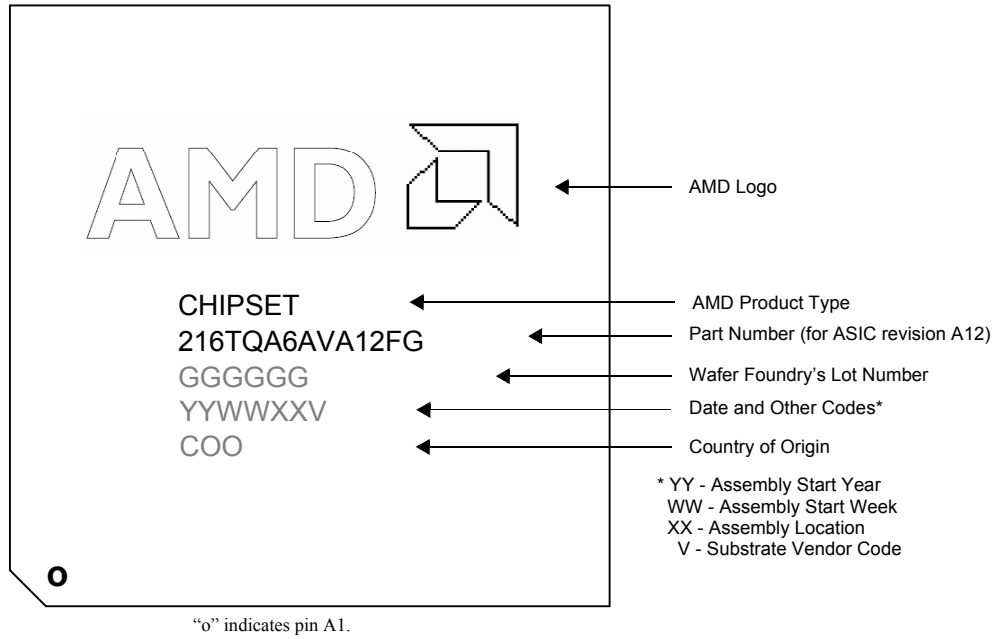 AMD
AMD Logo
CHIPSET
AMD Product Type
216TQA6AVA12FG
Part Number (for ASIC revision A12)
GGGGGG
Wafer Foundry's Lot Number
YYWWXXV
Date and Other Codes*
COO
Country of Origin
* YY - Assembly Start Year
WW - Assembly Start Week
XX - Assembly Location
V - Substrate Vendor Code
o
“o” indicates pin A1.